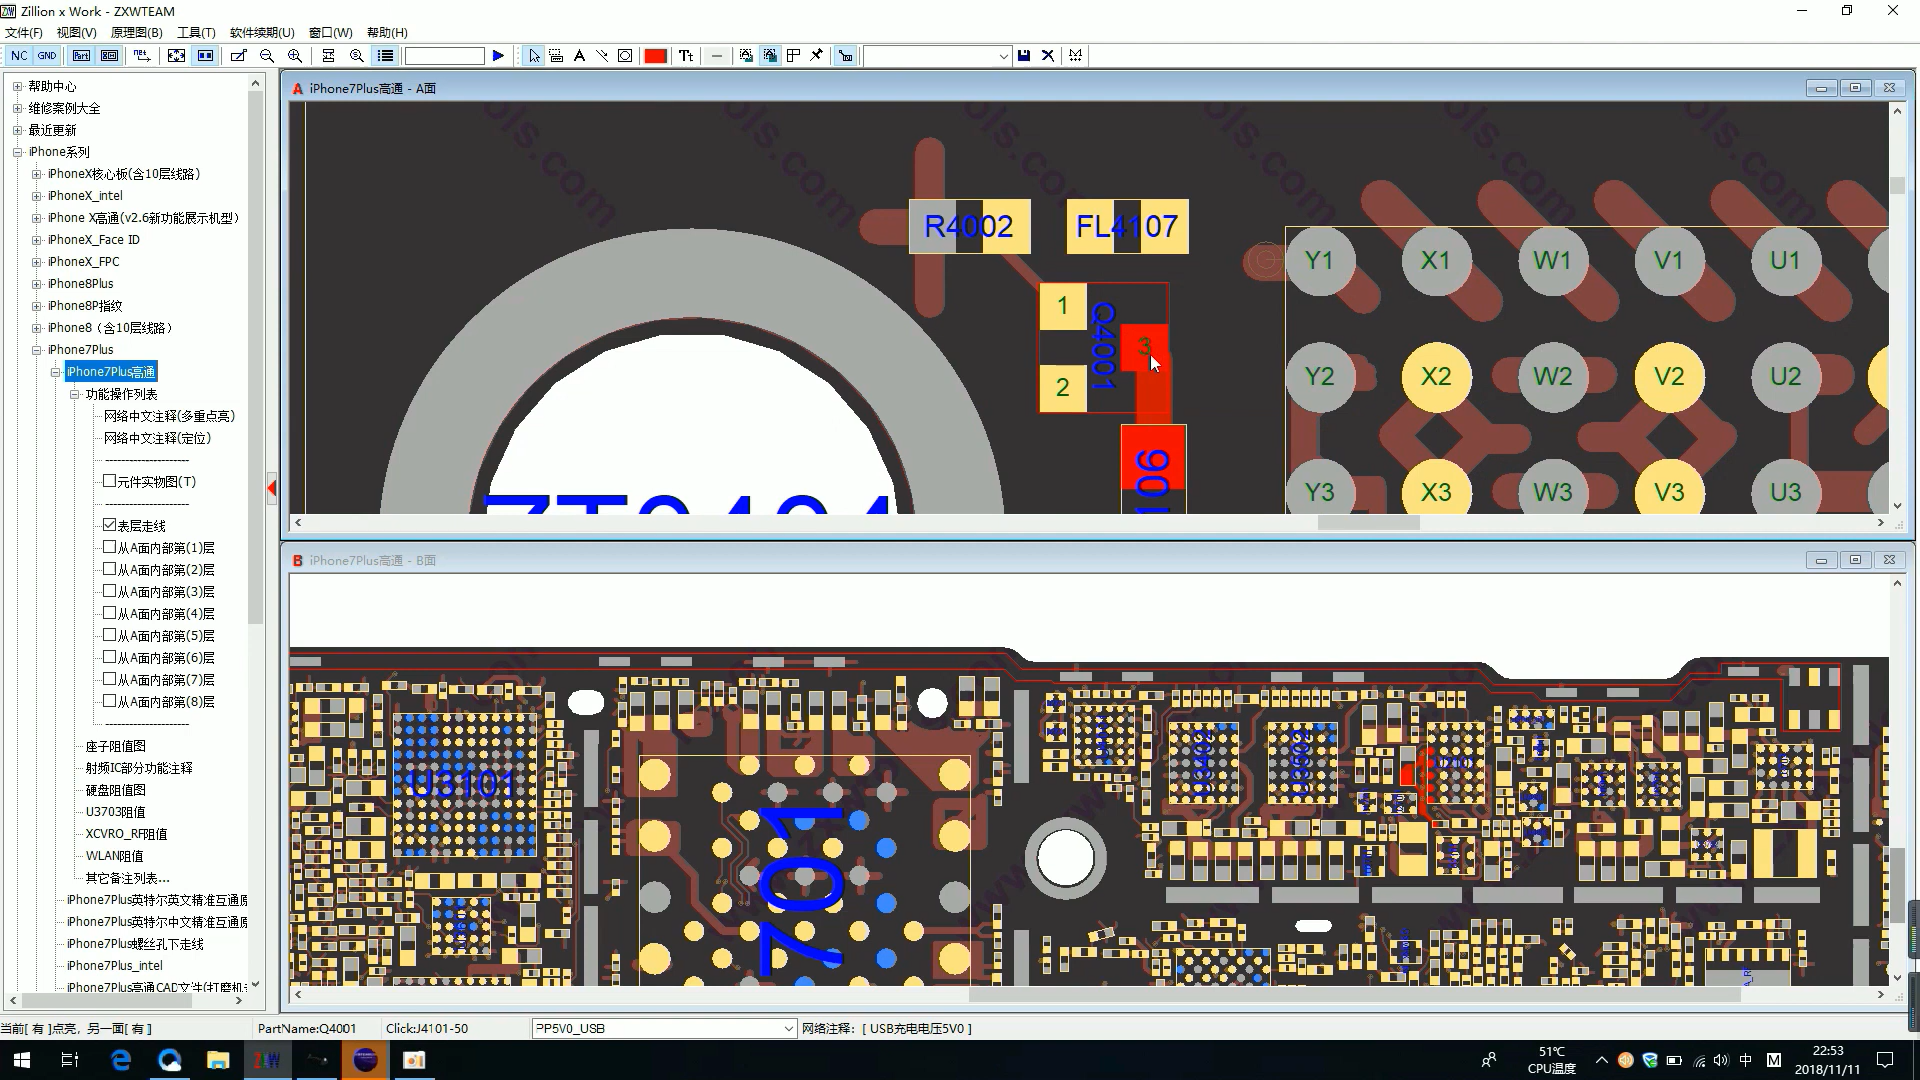 Zillion x Work - ZXWTEAM
文件(F) 视图(V) 原理图(B) 工具(T) 软件续期(U) 窗口(W) 帮助(H)
NC GND Part net Tt
帮助中心
维修案例大全
最近更新
iPhone系列
iPhoneX核心板(含10层线路)
iPhoneX_intel
iPhone X高通(v2.6新功能展示机型)
iPhoneX_Face ID
iPhoneX_FPC
iPhone8Plus
iPhone8P指纹
iPhone8（含10层线路）
iPhone7Plus
iPhone7Plus高通
功能操作列表
网络中文注释(多重点亮)
网络中文注释(定位)
---------------------
元件实物图(T)
---------------------
表层走线
从A面内部第(1)层
从A面内部第(2)层
从A面内部第(3)层
从A面内部第(4)层
从A面内部第(5)层
从A面内部第(6)层
从A面内部第(7)层
从A面内部第(8)层
---------------------
座子阻值图
射频IC部分功能注释
硬盘阻值图
U3703阻值
XCVRO_RF阻值
WLAN阻值
其它备注列表...
iPhone7Plus英特尔英文精准互通原
iPhone7Plus英特尔中文精准互通原
iPhone7Plus螺丝孔下走线
iPhone7Plus_intel
iPhone7Plus高通CAD文件(打磨机
A iPhone7Plus高通 - A面
ols.com ols.com ols.com ols.com ols.com ols.com
R4002 FL4107
1 Q4001 3
2
Y1 X1 W1 V1 U1
Y2 X2 W2 V2 U2
Y3 X3 W3 V3 U3
B iPhone7Plus高通 - B面
U3101
701
U3402
当前[ 有 ]点亮，另一面[ 有 ] PartName:Q4001 Click:J4101-50 PP5V0_USB 网络注释：[ USB充电电压5V0 ]
51℃
CPU温度
中 M
22:53
2018/11/11